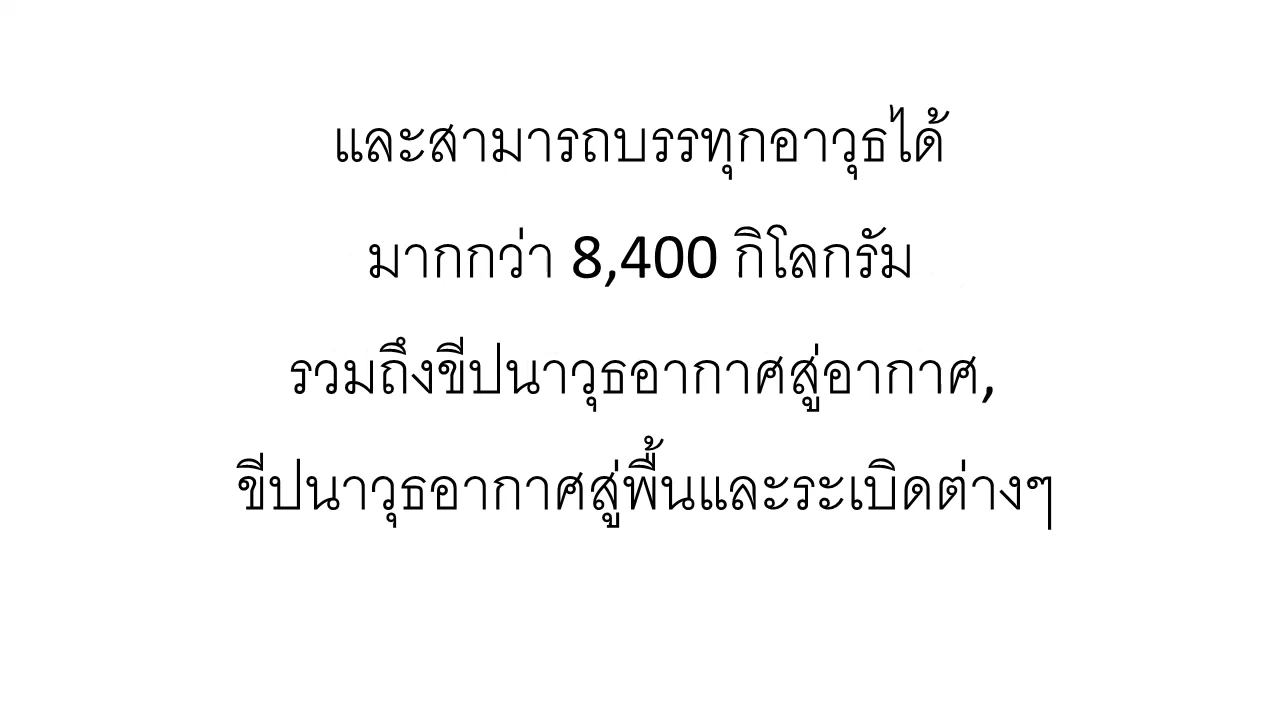 และสามารถบรรทุกอาวุธได้
มากกว่า 8,400 กิโลกรัม
รวมถึงขีปนาวุธอากาศสู่อากาศ,
ขีปนาวุธอากาศสู่พื้นและระเบิดต่างๆ